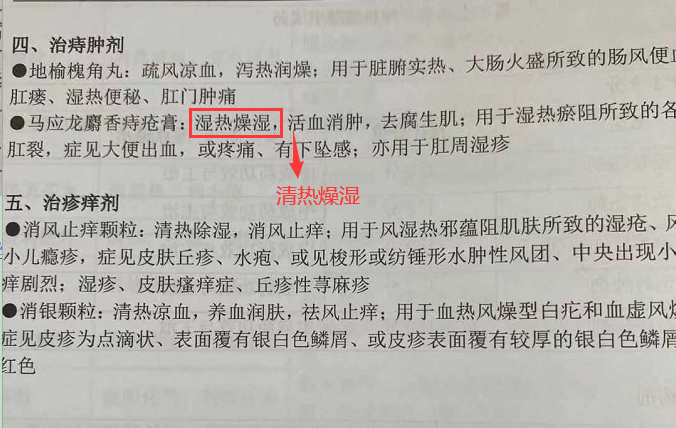 四、治痔肿剂
●地榆槐角丸：疏风凉血，泻热润燥；用于脏腑实热、大肠火盛所致的肠风便
肛瘘、湿热便秘、肛门肿痛
●马应龙麝香痔疮膏：湿热燥湿，活血消肿，去腐生肌；用于湿热瘀阻所致的各
肛裂，症见大便出血，或疼痛、有下坠感；亦用于肛周湿疹
清热燥湿
五、治疹痒剂
●消风止痒颗粒：清热除湿，消风止痒；用于风湿热邪蕴阻肌肤所致的湿疮、风
小儿瘾疹，症见皮肤丘疹、水疱、或见梭形或纺锤形水肿性风团、中央出现小
痒剧烈；湿疹、皮肤瘙痒症、丘疹性荨麻疹
●消银颗粒：清热凉血，养血润肤，祛风止痒；用于血热风燥型白疕和血虚风
症见皮疹为点滴状、表面覆有银白色鳞屑、或皮疹表面覆有较厚的银白色鳞屑
红色